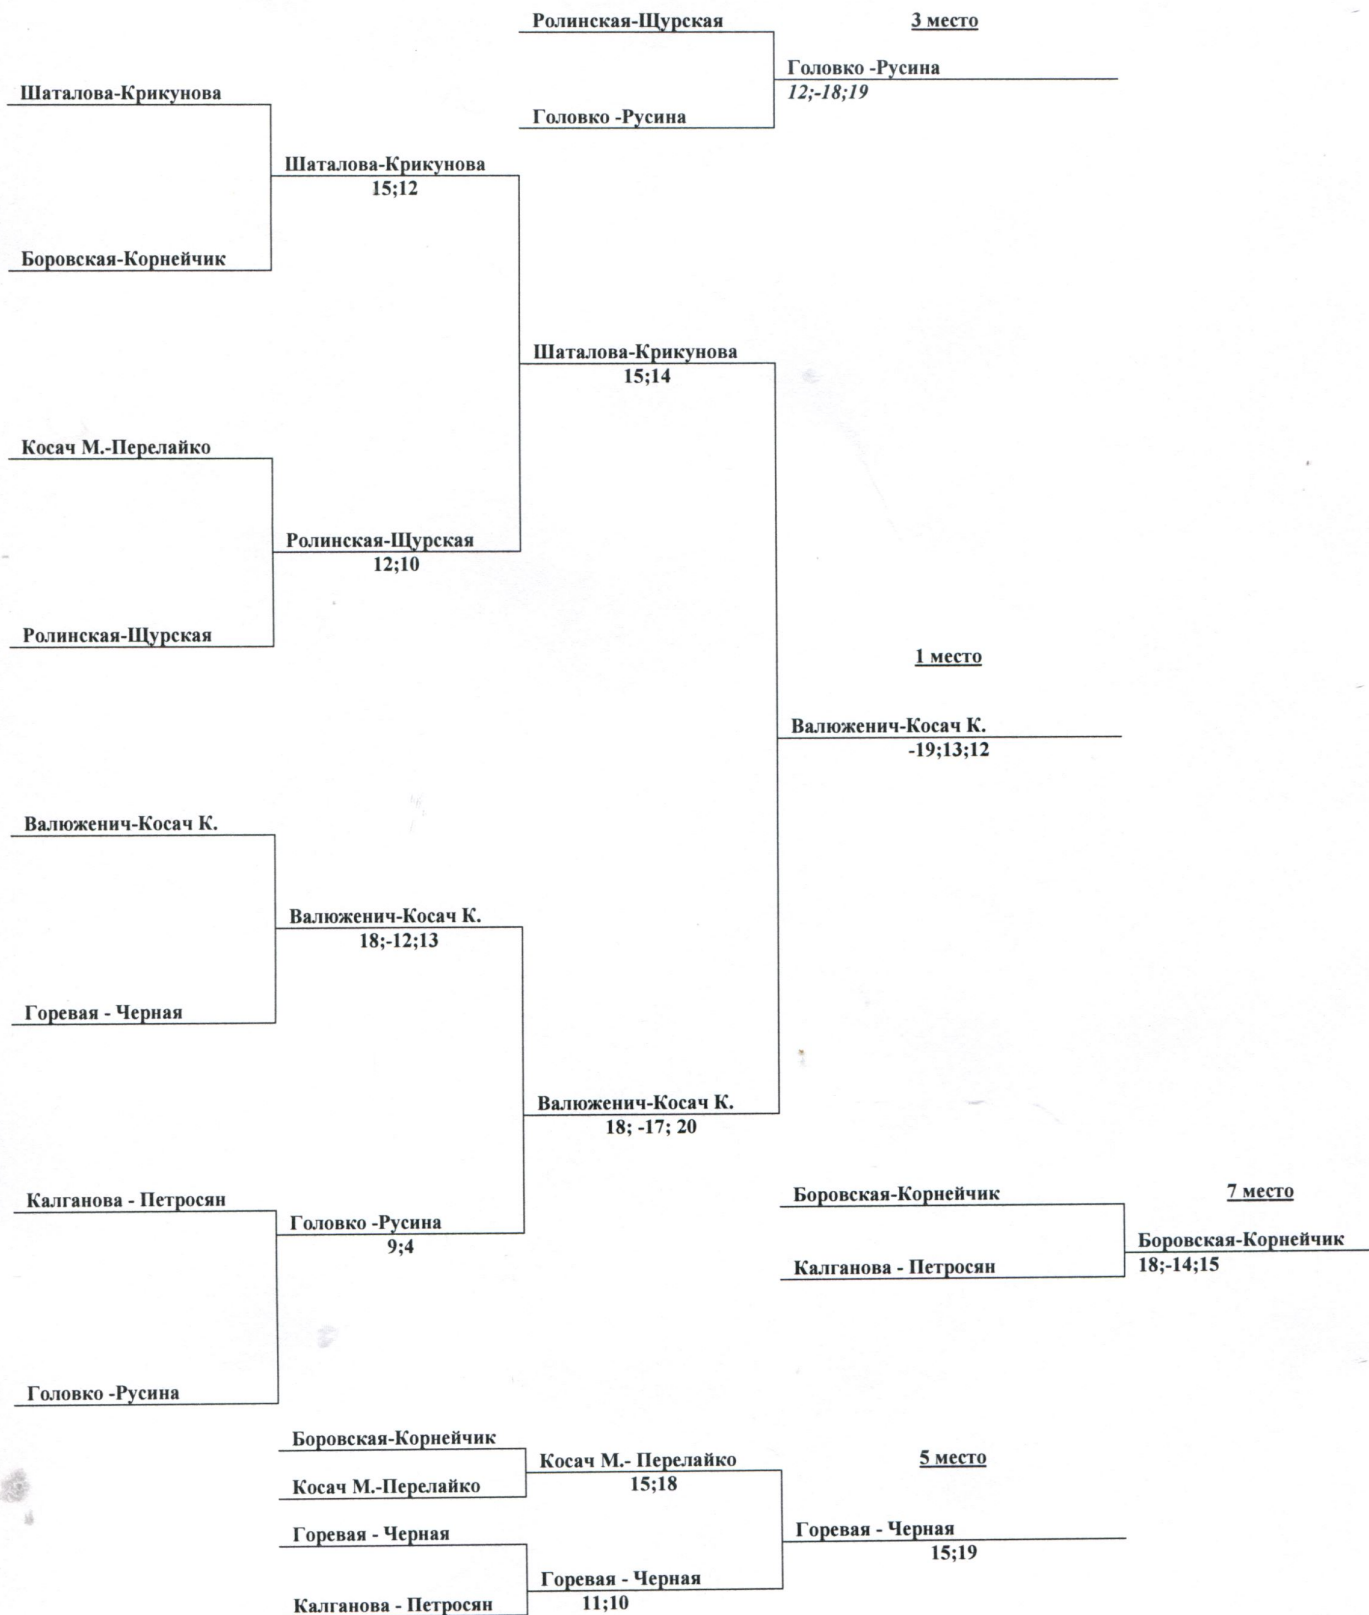 Ролинская-Щурская
3 место
Головко -Русина
12;-18;19
Шаталова-Крикунова
Головко -Русина
Шаталова-Крикунова
15;12
Боровская-Корнейчик
Шаталова-Крикунова
15;14
Косач М.-Перелайко
Ролинская-Щурская
12;10
Ролинская-Щурская
1 место
Валюженич-Косач К.
-19;13;12
Валюженич-Косач К.
Валюженич-Косач К.
18;-12;13
Горевая - Черная
Валюженич-Косач К.
18; -17; 20
Калганова - Петросян
Головко -Русина
9;4
Боровская-Корнейчик
7 место
Боровская-Корнейчик
18;-14;15
Калганова - Петросян
Головко -Русина
Боровская-Корнейчик
Косач М.- Перелайко
15;18
5 место
Косач М.-Перелайко
Горевая - Черная
Горевая - Черная
15;19
Горевая - Черная
11;10
Калганова - Петросян